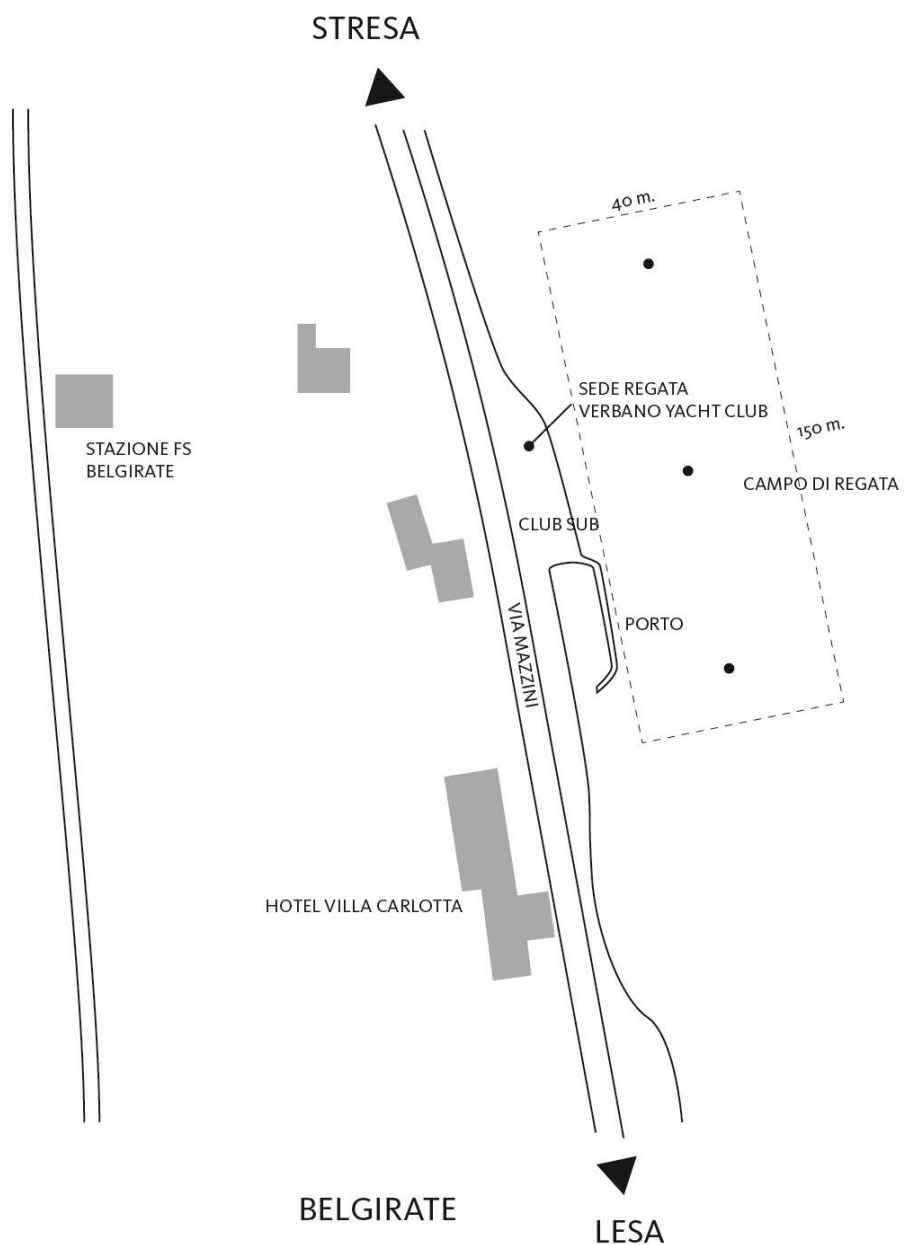 STRESA
40 m.
SEDE REGATA
VERBANO YACHT CLUB
150 m.
STAZIONE FS
BELGIRATE
CAMPO DI REGATA
CLUB SUB
VIA MAZZINI
PORTO
HOTEL VILLA CARLOTTA
BELGIRATE
LESA